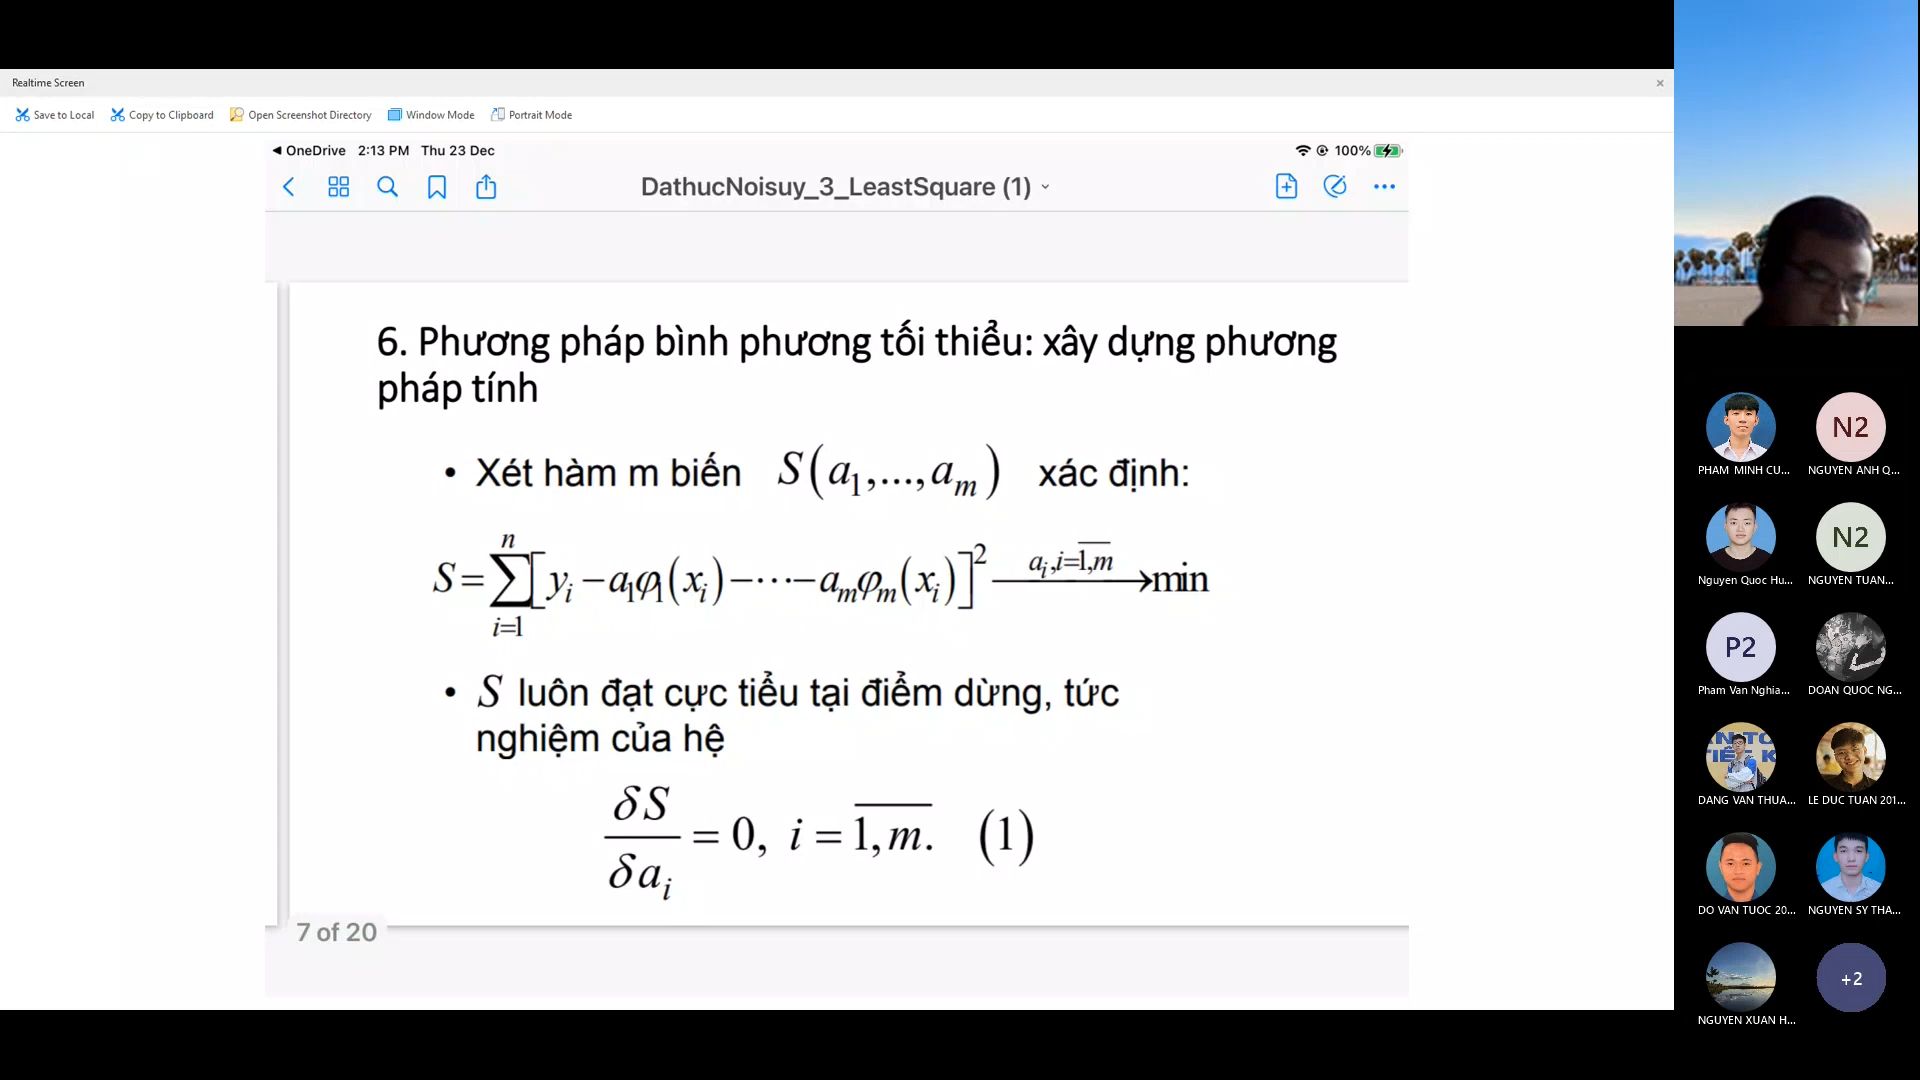 Realtime Screen
Save to Local Copy to Clipboard Open Screenshot Directory Window Mode Portrait Mode
OneDrive 2:13 PM Thu 23 Dec 100%
DathucNoisuy_3_LeastSquare (1)
6. Phương pháp bình phương tối thiểu: xây dựng phương
pháp tính
• Xét hàm m biến S(a₁,...,aₘ) xác định:
S=∑ⁿᵢ₌₁[yᵢ−a₁φ₁(xᵢ)−⋯−aₘφₘ(xᵢ)]² —aᵢ,i=1,m̅→min
• S luôn đạt cực tiểu tại điểm dừng, tức
nghiệm của hệ
δS/δaᵢ = 0, i = 1,m. (1)
7 of 20
PHAM MINH CU...
N2
NGUYEN ANH Q...
Nguyen Quoc Hu...
N2
NGUYEN TUAN...
P2
Pham Van Nghia...
DOAN QUOC NG...
DANG VAN THUA...
LE DUC TUAN 201...
DO VAN TUOC 20...
NGUYEN SY THA...
NGUYEN XUAN H...
+2